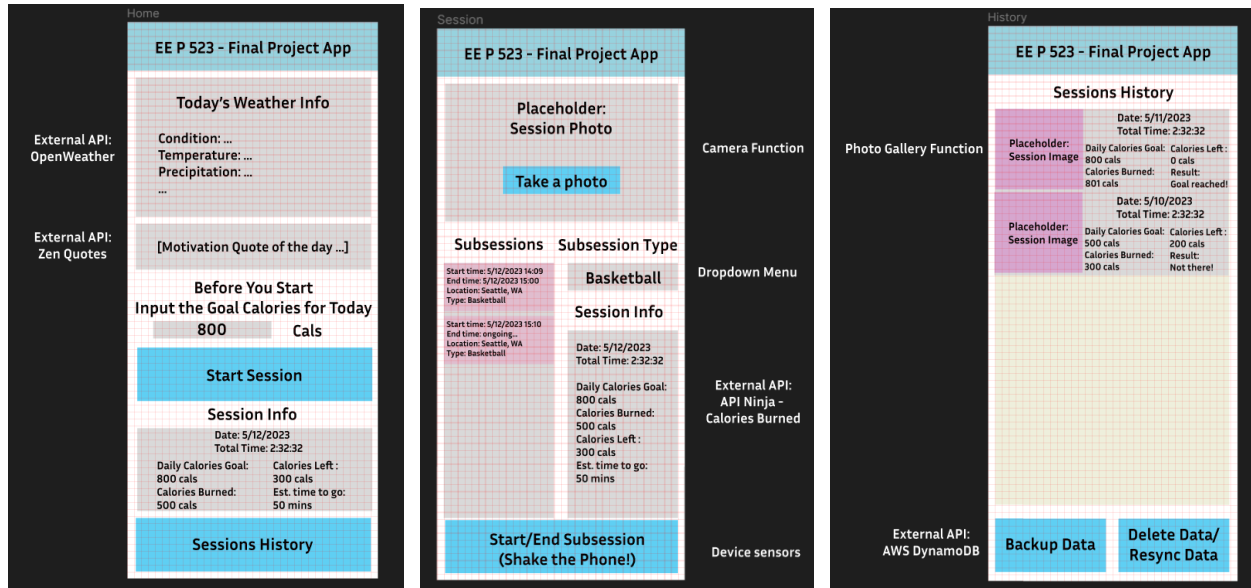 Home
EE P 523 - Final Project App
Today's Weather Info
Condition: ...
Temperature: ...
Precipitation: ...
...
External API:
OpenWeather
[Motivation Quote of the day ...]
External API:
Zen Quotes
Before You Start
Input the Goal Calories for Today
800 Cals
Start Session
Session Info
Date: 5/12/2023
Total Time: 2:32:32
Daily Calories Goal:
800 cals
Calories Burned:
500 cals
Calories Left :
300 cals
Est. time to go:
50 mins
Sessions History
Session
EE P 523 - Final Project App
Placeholder:
Session Photo
Take a photo
Camera Function
Subsessions
Start time: 5/12/2023 14:09
End time: 5/12/2023 15:00
Location: Seattle, WA
Type: Basketball
Start time: 5/12/2023 15:10
End time: ongoing...
Location: Seattle, WA
Type: Basketball
Subsession Type
Basketball
Dropdown Menu
Session Info
Date: 5/12/2023
Total Time: 2:32:32
Daily Calories Goal:
800 cals
Calories Burned:
500 cals
Calories Left :
300 cals
Est. time to go:
50 mins
External API:
API Ninja -
Calories Burned
Start/End Subsession
(Shake the Phone!)
Device sensors
History
EE P 523 - Final Project App
Sessions History
Photo Gallery Function
Placeholder:
Session Image
Date: 5/11/2023
Total Time: 2:32:32
Daily Calories Goal:
800 cals
Calories Burned:
801 cals
Calories Left :
0 cals
Result:
Goal reached!
Placeholder:
Session Image
Date: 5/10/2023
Total Time: 2:32:32
Daily Calories Goal:
500 cals
Calories Burned:
300 cals
Calories Left :
200 cals
Result:
Not there!
External API:
AWS DynamoDB
Backup Data
Delete Data/
Resync Data